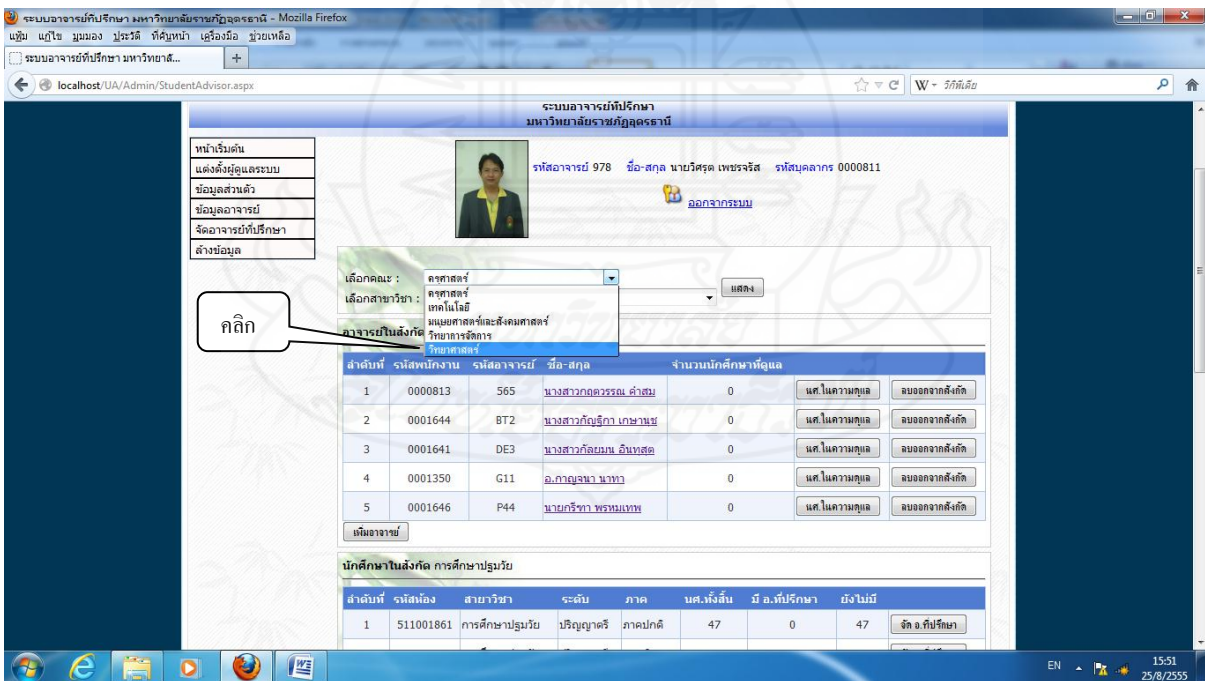 ระบบอาจารย์ที่ปรึกษา มหาวิทยาลัยราชภัฏอุดรธานี - Mozilla Firefox
แฟ้ม แก้ไข มุมมอง ประวัติ ที่คั่นหน้า เครื่องมือ ช่วยเหลือ
ระบบอาจารย์ที่ปรึกษา มหาวิทยาลั... +
localhost/UA/Admin/StudentAdvisor.aspx W วิกิพีเดีย
ระบบอาจารย์ที่ปรึกษา
มหาวิทยาลัยราชภัฏอุดรธานี
หน้าเริ่มต้น
แต่งตั้งผู้ดูแลระบบ
ข้อมูลส่วนตัว
ข้อมูลอาจารย์
จัดอาจารย์ที่ปรึกษา
ล้างข้อมูล
รหัสอาจารย์ 978 ชื่อ-สกุล นายวิศรุต เพชรจรัส รหัสบุคลากร 0000811
ออกจากระบบ
เลือกคณะ : ครุศาสตร์
เลือกสาขาวิชา : แสดง
ครุศาสตร์
เทคโนโลยี
มนุษยศาสตร์และสังคมศาสตร์
วิทยาการจัดการ
วิทยาศาสตร์
คลิก
อาจารย์ในสังกัด
ลำดับที่ รหัสพนักงาน รหัสอาจารย์ ชื่อ-สกุล จำนวนนักศึกษาที่ดูแล
1 0000813 565 นางสาวกฤตวรรณ คำสม 0 นศ.ในความดูแล ลบออกจากสังกัด
2 0001644 BT2 นางสาวกัญฐิกา เกษานุช 0 นศ.ในความดูแล ลบออกจากสังกัด
3 0001641 DE3 นางสาวกัลยมน อินทุสุต 0 นศ.ในความดูแล ลบออกจากสังกัด
4 0001350 G11 อ.กาญจนา นาทา 0 นศ.ในความดูแล ลบออกจากสังกัด
5 0001646 P44 นายกรีฑา พรหมเทพ 0 นศ.ในความดูแล ลบออกจากสังกัด
เพิ่มอาจารย์
นักศึกษาในสังกัด การศึกษาปฐมวัย
ลำดับที่ รหัสห้อง สายาวิชา ระดับ ภาค นศ.ทั้งสิ้น มี อ.ที่ปรึกษา ยังไม่มี
1 511001861 การศึกษาปฐมวัย ปริญญาตรี ภาคปกติ 47 0 47 จัด อ.ที่ปรึกษา
EN 15:51
25/8/2555